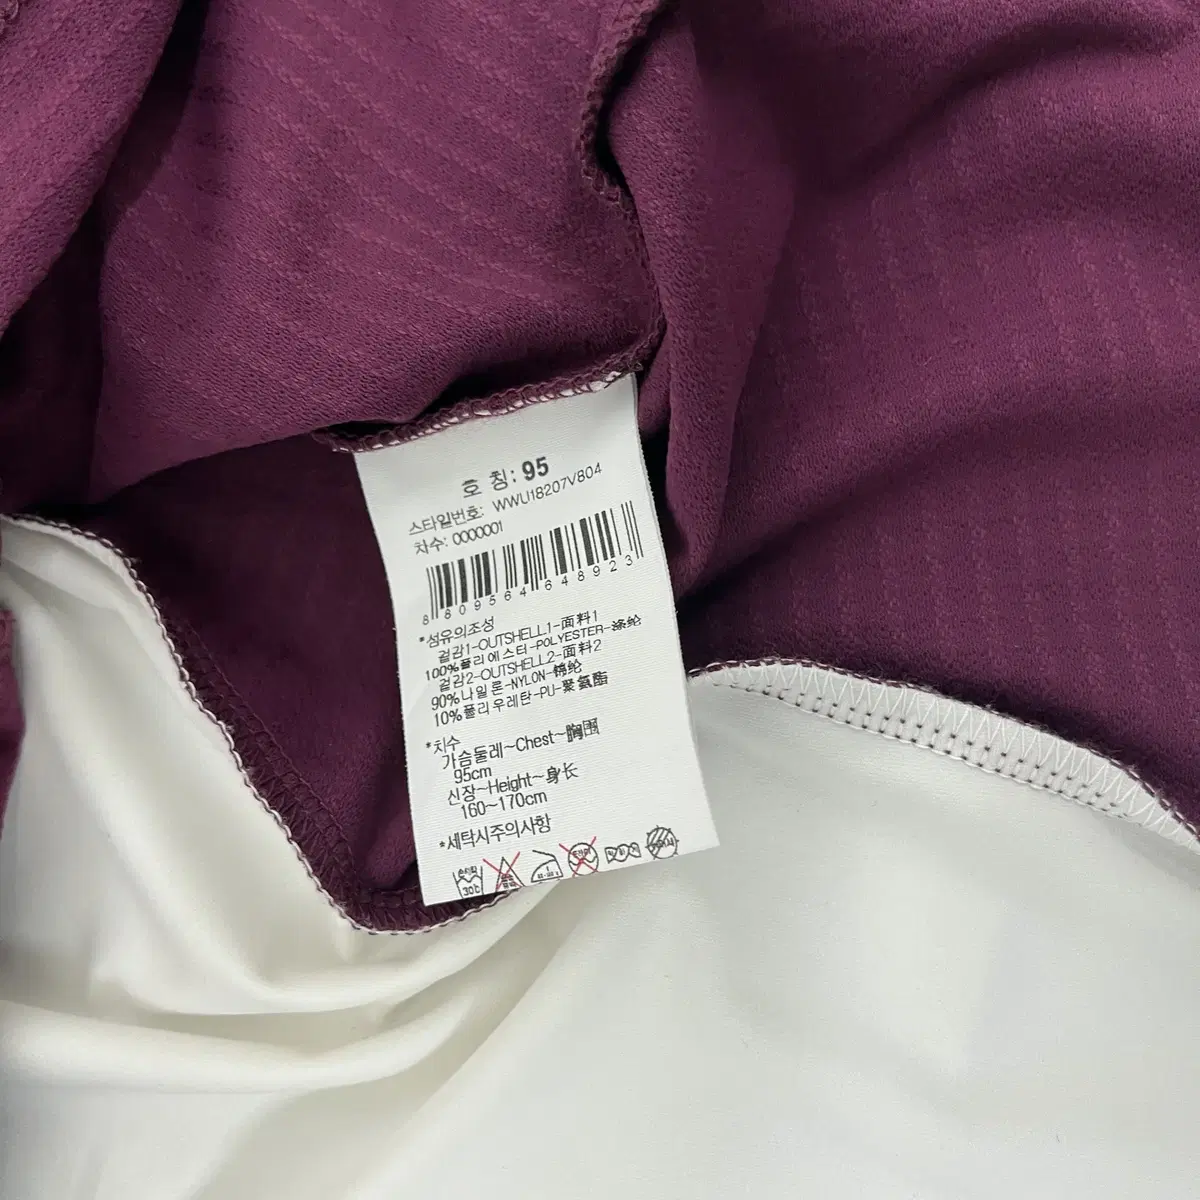 호 칭: 95
스타일번호: WWU18207V804
차수: 0000001
8809564648923
*섬유의조성
겉감1-OUTSHELL1-面料1
100%폴리에스터-POLYESTER-涤纶
겉감2-OUTSHELL2-面料2
90%나일론-NYLON-锦纶
10%폴리우레탄-PU-聚氨酯
*치수
가슴둘레~Chest~胸围
95cm
신장~Height~身长
160~170cm
*세탁시주의사항
30℃